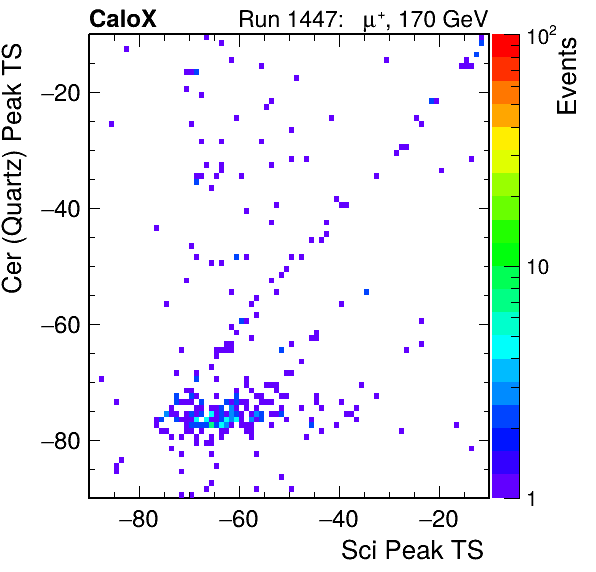 CaloX Run 1447: μ⁺, 170 GeV
Cer (Quartz) Peak TS
−20
−40
−60
−80
−80 −60 −40 −20
Sci Peak TS
10²
10
1
Events